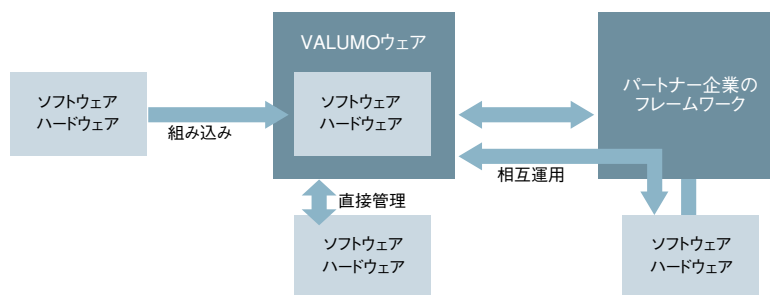 VALUMOウェア
ソフトウェア
ハードウェア
組み込み
ソフトウェア
ハードウェア
パートナー企業の
フレームワーク
相互運用
直接管理
ソフトウェア
ハードウェア
ソフトウェア
ハードウェア